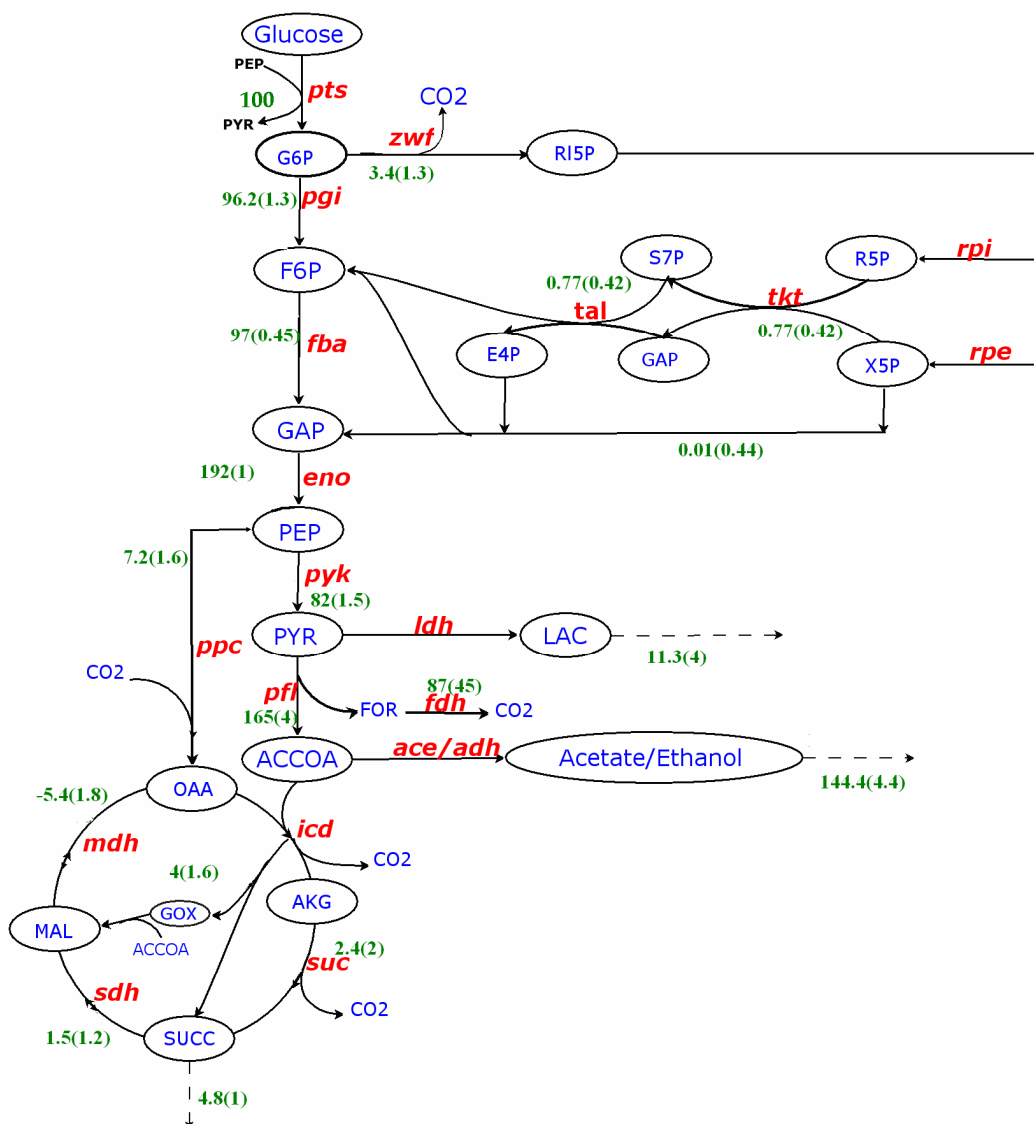 Glucose
PEP
pts
100
PYR
CO2
zwf
G6P
RI5P
3.4(1.3)
96.2(1.3)
pgi
F6P
S7P
R5P
rpi
0.77(0.42)
tkt
tal
0.77(0.42)
97(0.45)
fba
E4P
GAP
X5P
rpe
GAP
0.01(0.44)
192(1)
eno
PEP
7.2(1.6)
pyk
82(1.5)
PYR
ldh
LAC
ppc
11.3(4)
CO2
pfl
87(45)
165(4)
FOR
fdh
CO2
ACCOA
ace/adh
Acetate/Ethanol
144.4(4.4)
OAA
-5.4(1.8)
icd
mdh
CO2
4(1.6)
AKG
GOX
MAL
ACCOA
2.4(2)
suc
sdh
CO2
1.5(1.2)
SUCC
4.8(1)